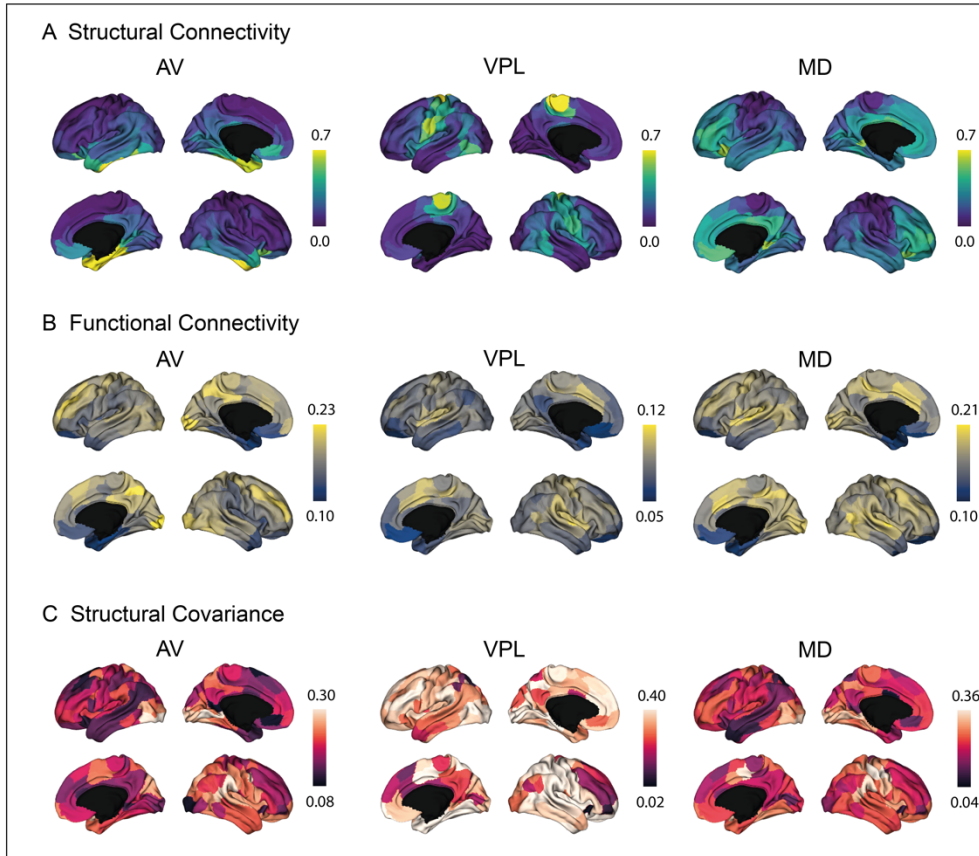 A Structural Connectivity
AV VPL MD
0.7 0.7 0.7
0.0 0.0 0.0
B Functional Connectivity
AV VPL MD
0.23 0.12 0.21
0.10 0.05 0.10
C Structural Covariance
AV VPL MD
0.30 0.40 0.36
0.08 0.02 0.04